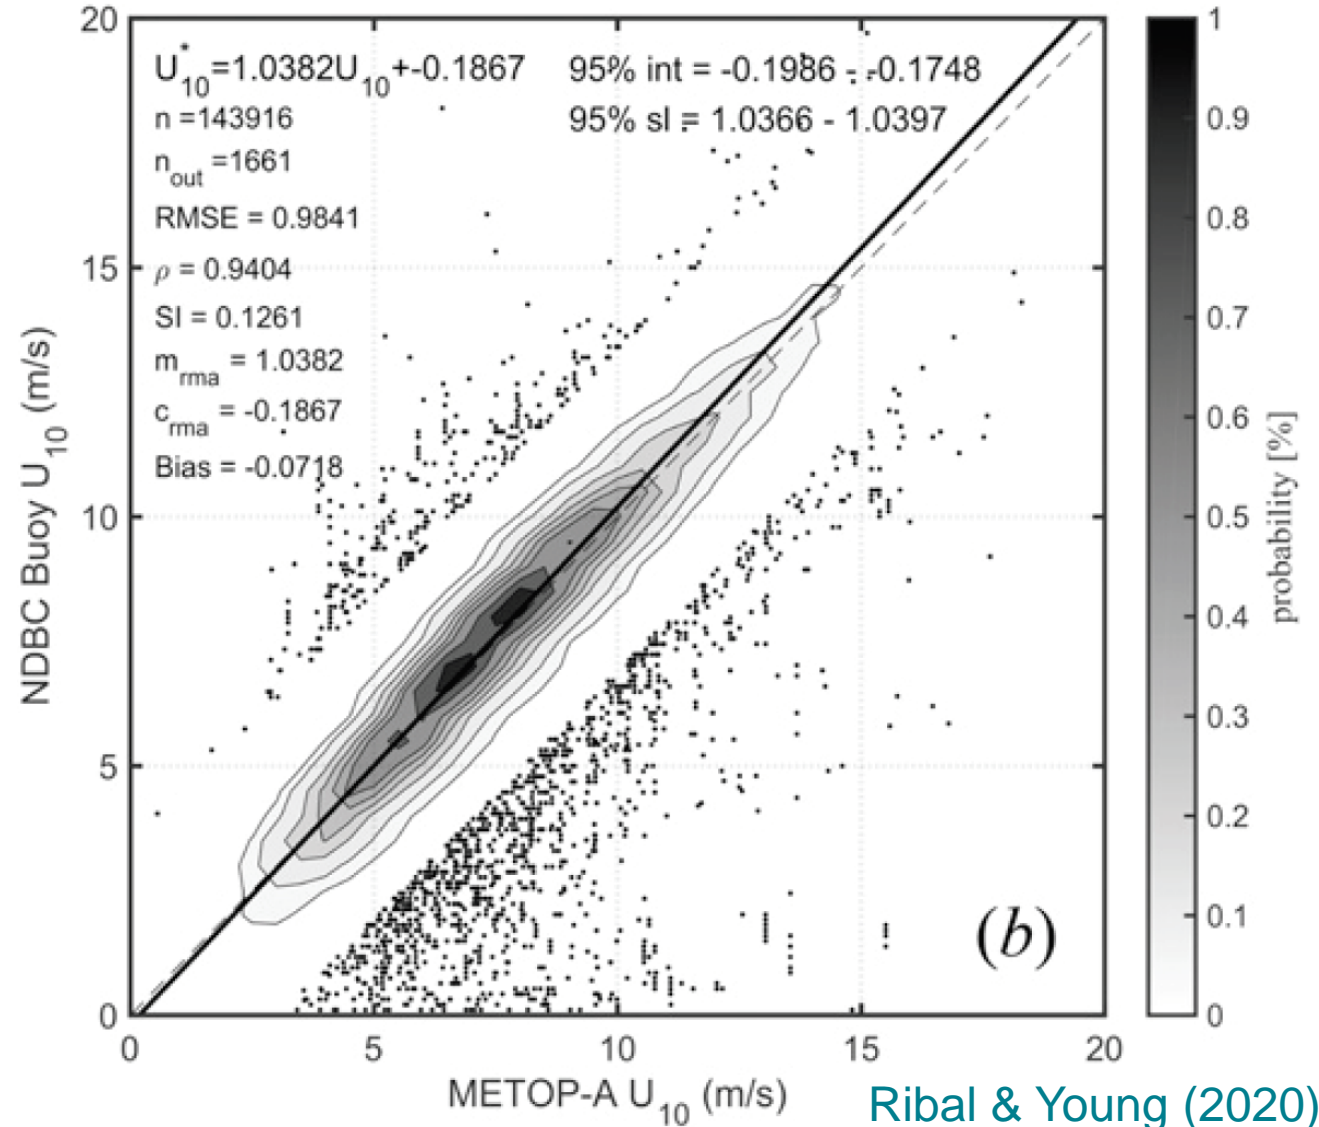 U*10=1.0382U10+-0.1867
95% int = -0.1986 - -0.1748
n =143916
95% sl = 1.0366 - 1.0397
nout =1661
RMSE = 0.9841
ρ = 0.9404
SI = 0.1261
mrma = 1.0382
crma = -0.1867
Bias = -0.0718
(b)
20
15
10
5
0
NDBC Buoy U10 (m/s)
0
5
10
15
20
METOP-A U10 (m/s)
1
0.9
0.8
0.7
0.6
0.5
0.4
0.3
0.2
0.1
0
probability [%]
Ribal & Young (2020)